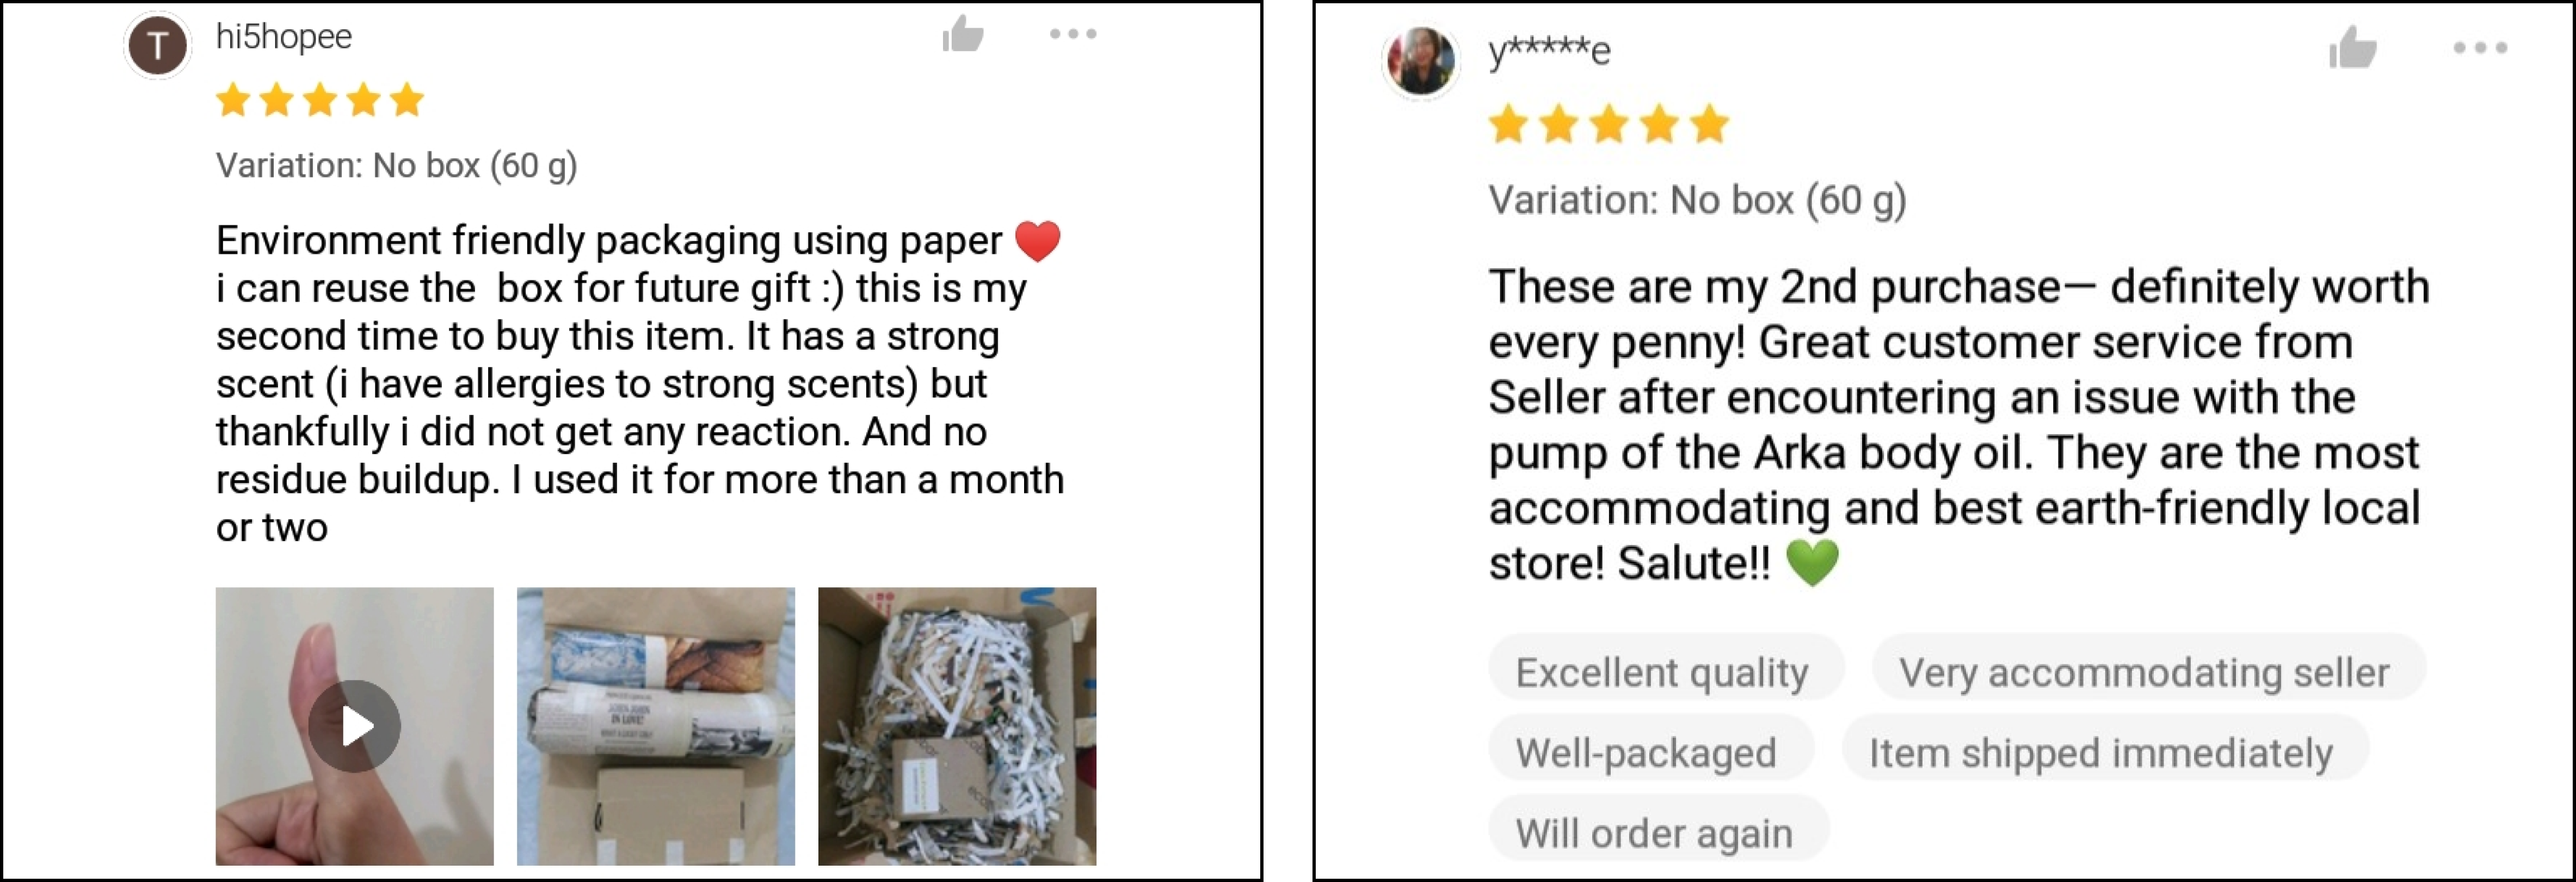 T
hi5hopee
Variation: No box (60 g)
Environment friendly packaging using paper ❤️
i can reuse the  box for future gift :) this is my
second time to buy this item. It has a strong
scent (i have allergies to strong scents) but
thankfully i did not get any reaction. And no
residue buildup. I used it for more than a month
or two
y*****e
Variation: No box (60 g)
These are my 2nd purchase— definitely worth
every penny! Great customer service from
Seller after encountering an issue with the
pump of the Arka body oil. They are the most
accommodating and best earth-friendly local
store! Salute!! 💚
Excellent quality
Very accommodating seller
Well-packaged
Item shipped immediately
Will order again